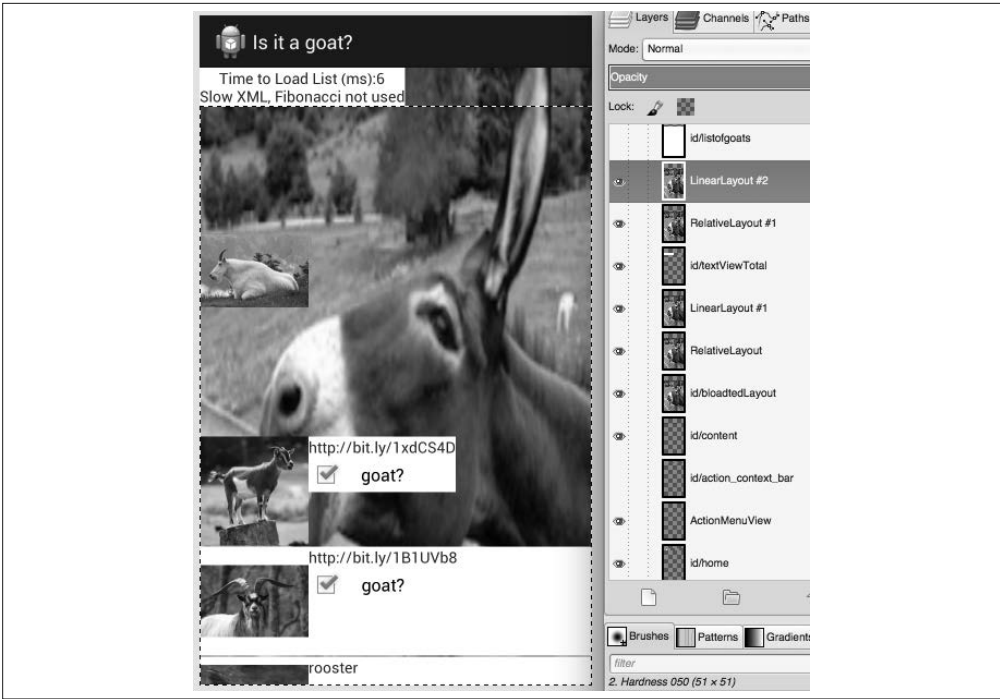 Is it a goat?
Time to Load List (ms):6
Slow XML, Fibonacci not used
http://bit.ly/1xdCS4D
goat?
http://bit.ly/1B1UVb8
goat?
rooster
Layers Channels Paths
Mode: Normal
Opacity
Lock:
id/listofgoats
LinearLayout #2
RelativeLayout #1
id/textViewTotal
LinearLayout #1
RelativeLayout
id/bloadtedLayout
id/content
id/action_context_bar
ActionMenuView
id/home
Brushes Patterns Gradients
filter
2. Hardness 050 (51 × 51)